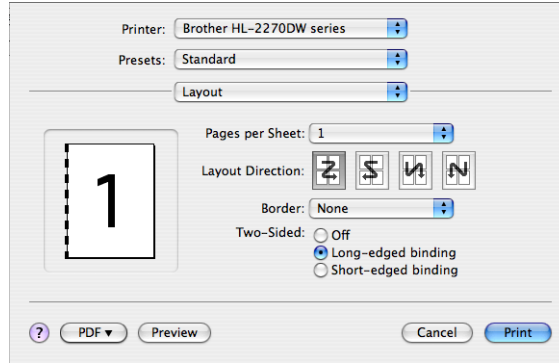 Printer: Brother HL-2270DW series
Presets: Standard
Layout
Pages per Sheet: 1
Layout Direction:
1
Border: None
Two-Sided: Off
Long-edged binding
Short-edged binding
? PDF ▼ Preview Cancel Print